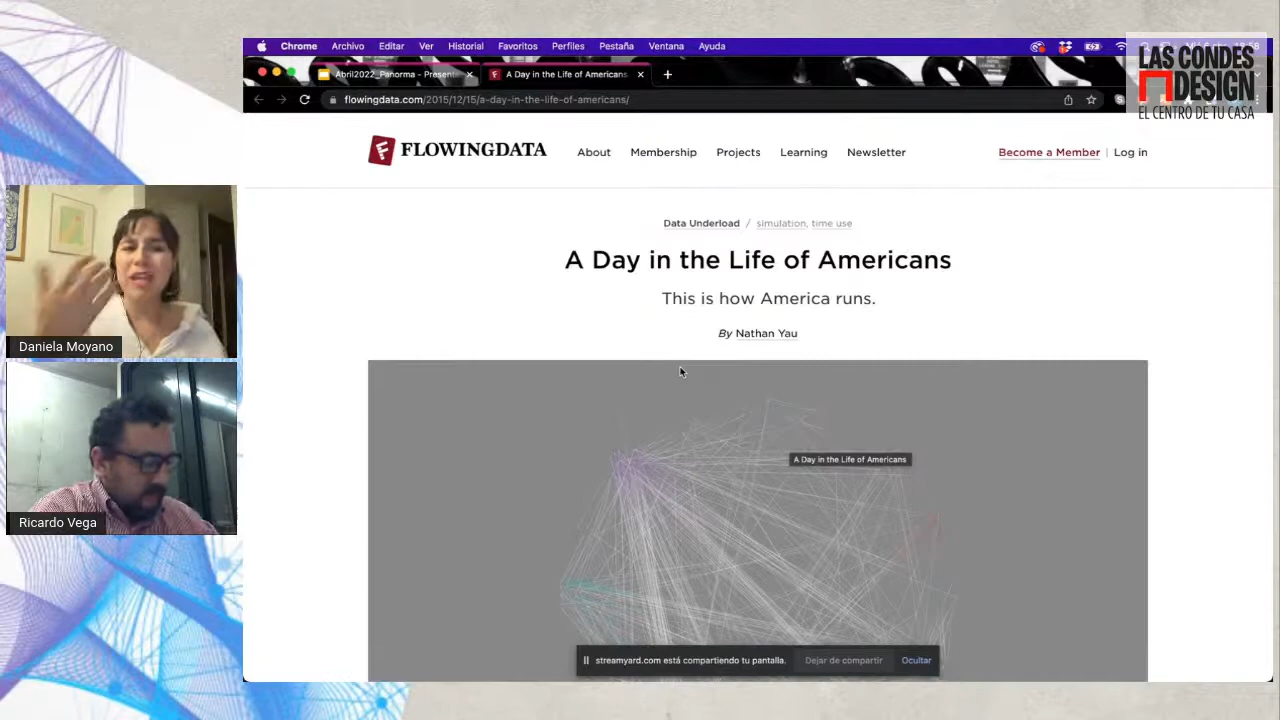 Chrome Archivo Editar Ver Historial Favoritos Perfiles Pestaña Ventana Ayuda
Abril2022_Panorma - Present
A Day in the Life of Americans
flowingdata.com/2015/12/15/a-day-in-the-life-of-americans/
LAS CONDES
DESIGN
EL CENTRO DE TU CASA
FLOWINGDATA
About Membership Projects Learning Newsletter
Become a Member | Log in
Data Underload / simulation, time use
A Day in the Life of Americans
This is how America runs.
By Nathan Yau
A Day in the Life of Americans
Daniela Moyano
Ricardo Vega
streamyard.com está compartiendo tu pantalla. Dejar de compartir Ocultar